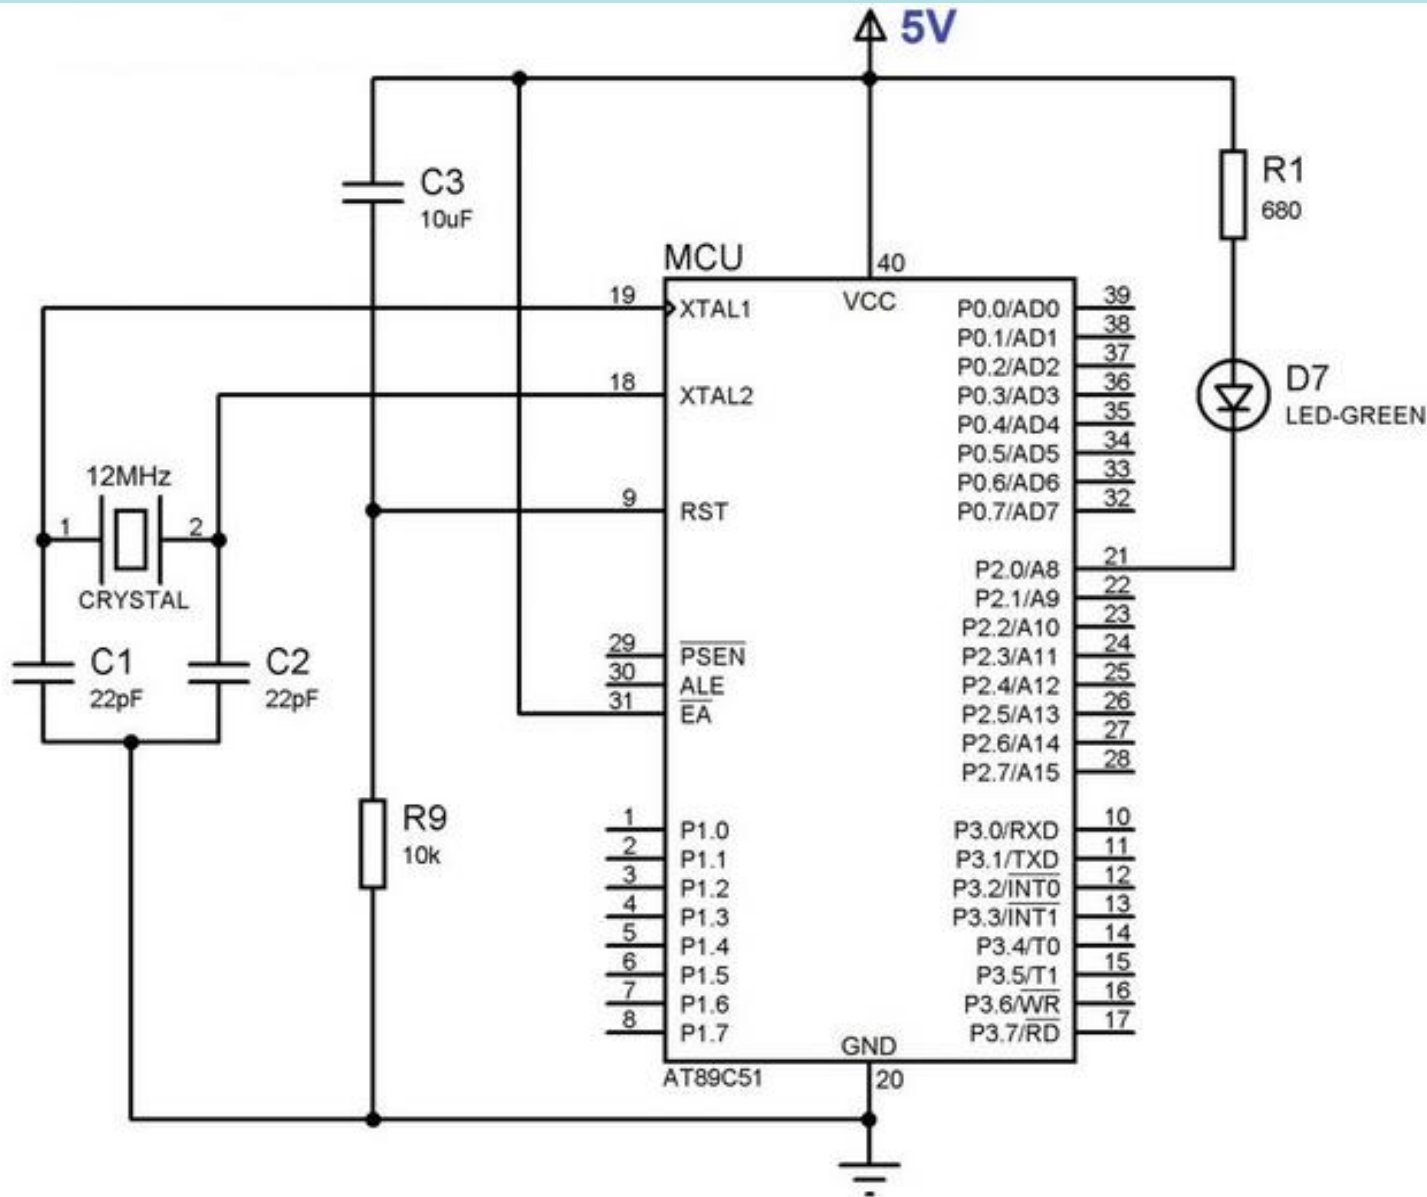 5V
C3
10uF
R1
680
MCU
40
VCC
19
XTAL1
18
XTAL2
9
RST
29
PSEN
30
ALE
31
EA
1
P1.0
2
P1.1
3
P1.2
4
P1.3
5
P1.4
6
P1.5
7
P1.6
8
P1.7
P0.0/AD0
39
P0.1/AD1
38
P0.2/AD2
37
P0.3/AD3
36
P0.4/AD4
35
P0.5/AD5
34
P0.6/AD6
33
P0.7/AD7
32
P2.0/A8
21
P2.1/A9
22
P2.2/A10
23
P2.3/A11
24
P2.4/A12
25
P2.5/A13
26
P2.6/A14
27
P2.7/A15
28
P3.0/RXD
10
P3.1/TXD
11
P3.2/INT0
12
P3.3/INT1
13
P3.4/T0
14
P3.5/T1
15
P3.6/WR
16
P3.7/RD
17
GND
20
AT89C51
D7
LED-GREEN
12MHz
1
2
CRYSTAL
C1
22pF
C2
22pF
R9
10k